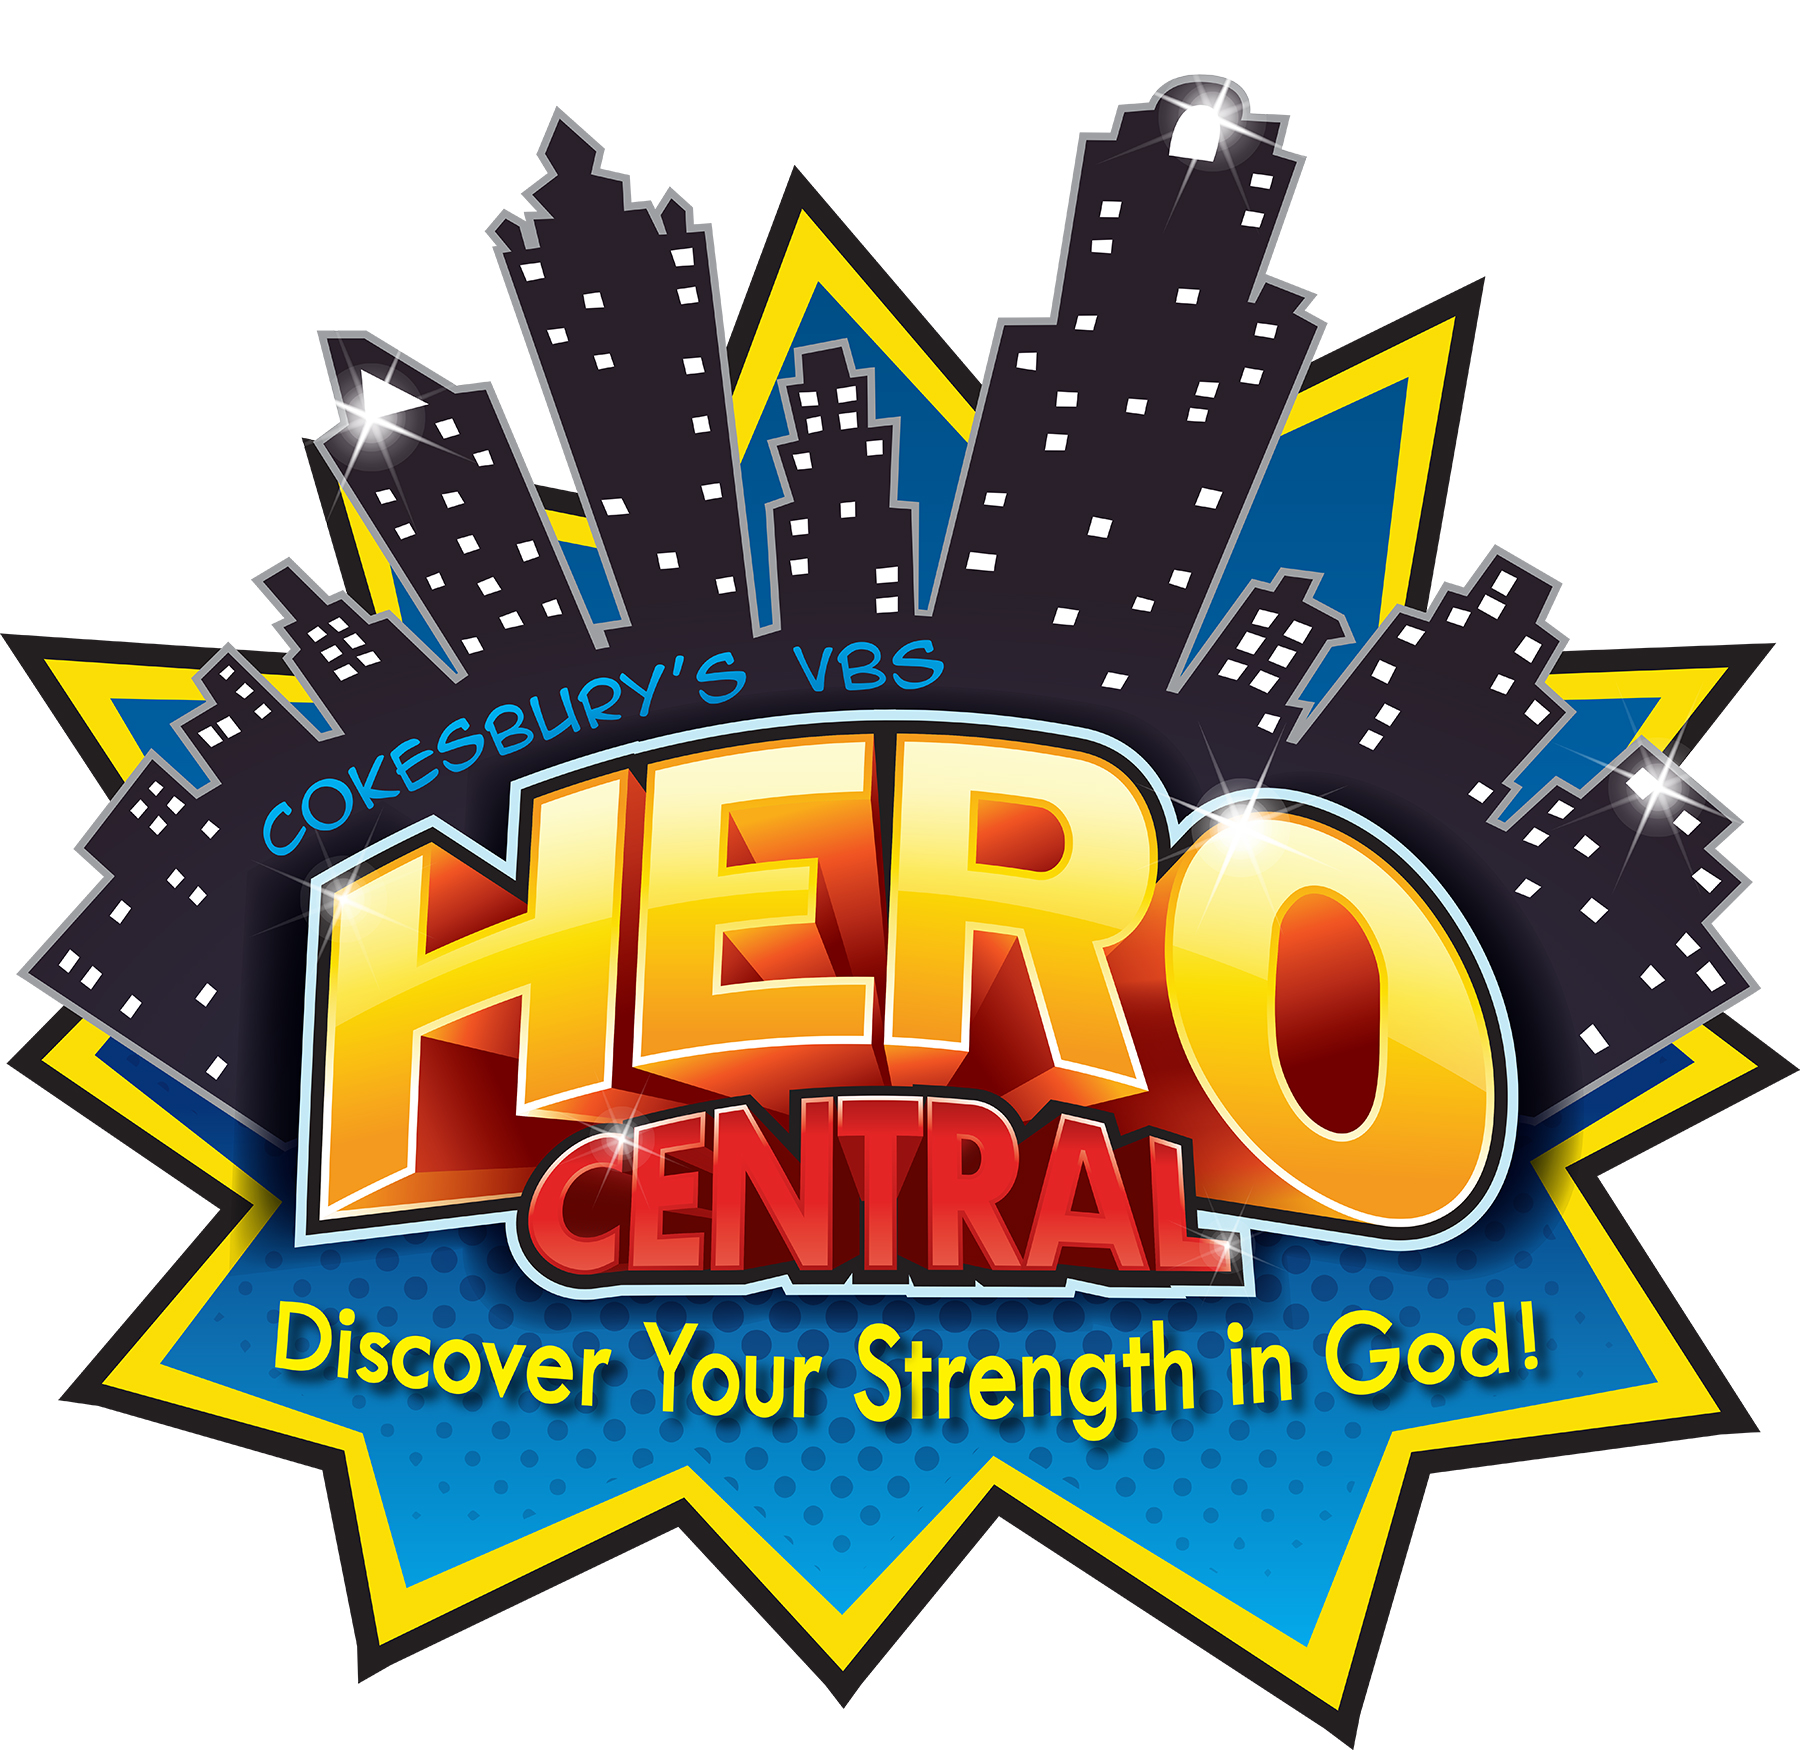 COKESBURY'S VBS
HERO
CENTRAL
Discover Your Strength in God!